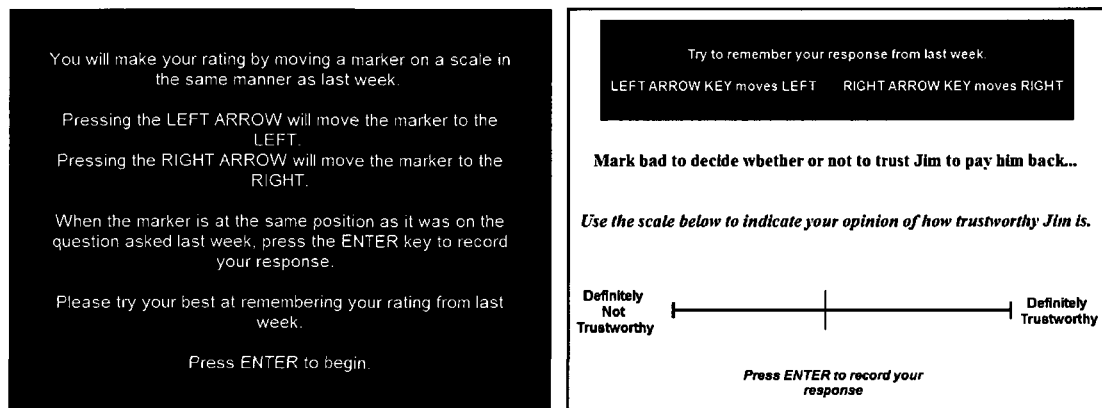 You will make your rating by moving a marker on a scale in
the same manner as last week.
Pressing the LEFT ARROW will move the marker to the
LEFT.
Pressing the RIGHT ARROW will move the marker to the
RIGHT.
When the marker is at the same position as it was on the
question asked last week, press the ENTER key to record
your response.
Please try your best at remembering your rating from last
week.
Press ENTER to begin.
Try to remember your response from last week.
LEFT ARROW KEY moves LEFT RIGHT ARROW KEY moves RIGHT
Mark bad to decide whether or not to trust Jim to pay him back...
Use the scale below to indicate your opinion of how trustworthy Jim is.
Definitely
Not
Trustworthy
Definitely
Trustworthy
Press ENTER to record your
response